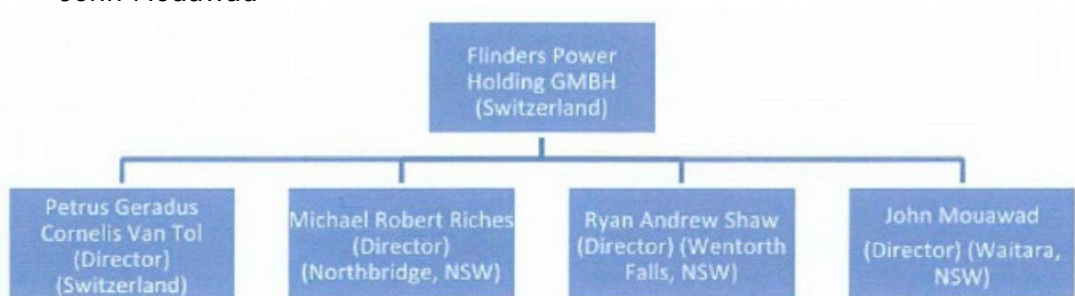 John Mouawad
Flinders Power
Holding GMBH
(Switzerland)
Petrus Geradus
Cornelis Van Tol
(Director)
(Switzerland)
Michael Robert Riches
(Director)
(Northbridge, NSW)
Ryan Andrew Shaw
(Director) (Wentorth
Falls, NSW)
John Mouawad
(Director) (Waitara,
NSW)